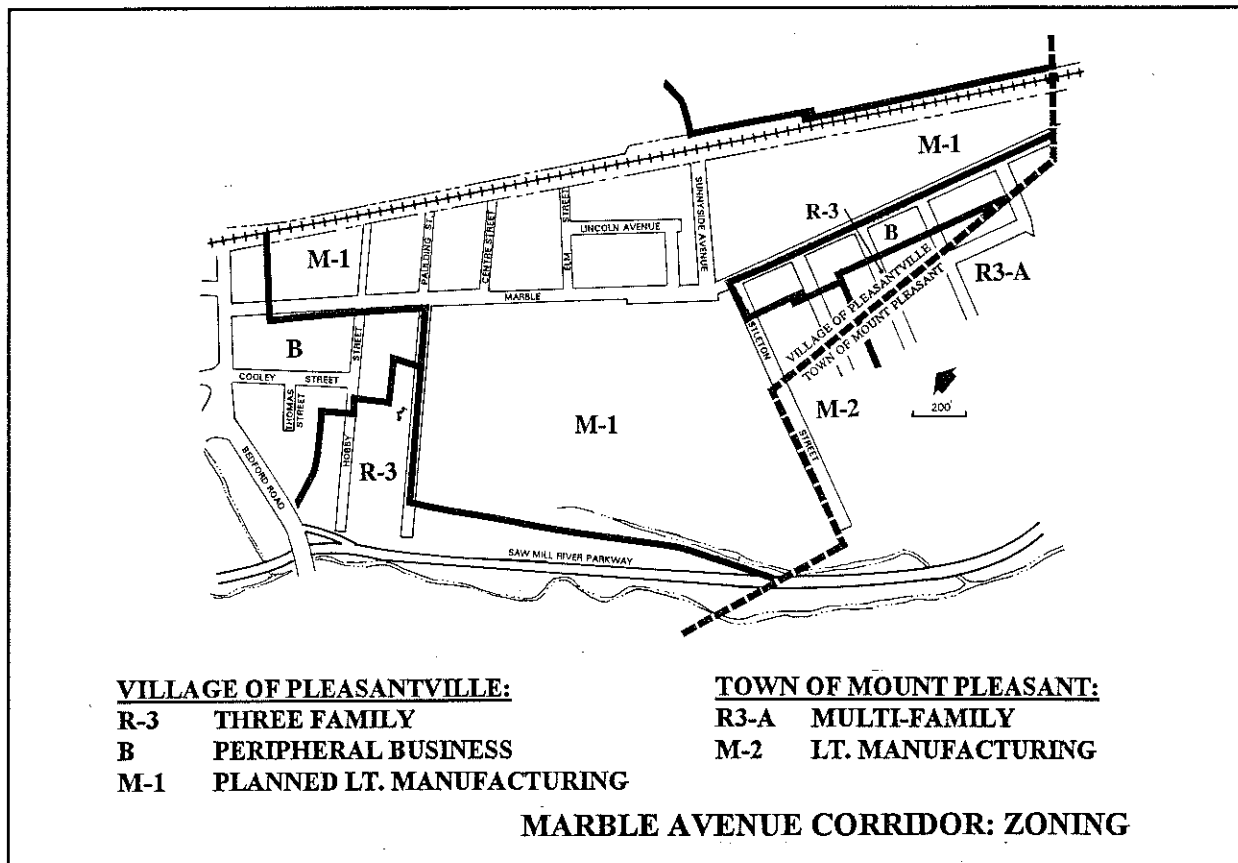 M-1
R-3
B
M-1
SUNNYSIDE AVENUE
STREET
LINCOLN AVENUE
PAULDING ST.
CENTRE STREET
ELM
R3-A
MARBLE
VILLAGE OF PLEASANTVILLE
TOWN OF MOUNT PLEASANT
B
STREET
STLETON
COOLEY STREET
THOMAS STREET
M-2
200'
M-1
HOBBY
R-3
STREET
BEDFORD ROAD
SAW MILL RIVER PARKWAY
VILLAGE OF PLEASANTVILLE:
R-3 THREE FAMILY
B PERIPHERAL BUSINESS
M-1 PLANNED LT. MANUFACTURING
TOWN OF MOUNT PLEASANT:
R3-A MULTI-FAMILY
M-2 LT. MANUFACTURING
MARBLE AVENUE CORRIDOR: ZONING